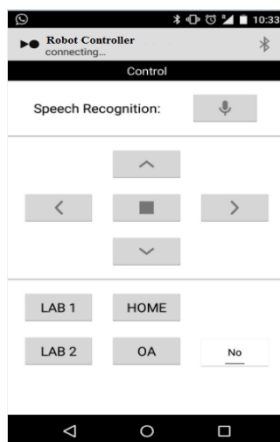 10:33
Robot Controller
connecting...
Control
Speech Recognition:
LAB 1 HOME
LAB 2 OA No